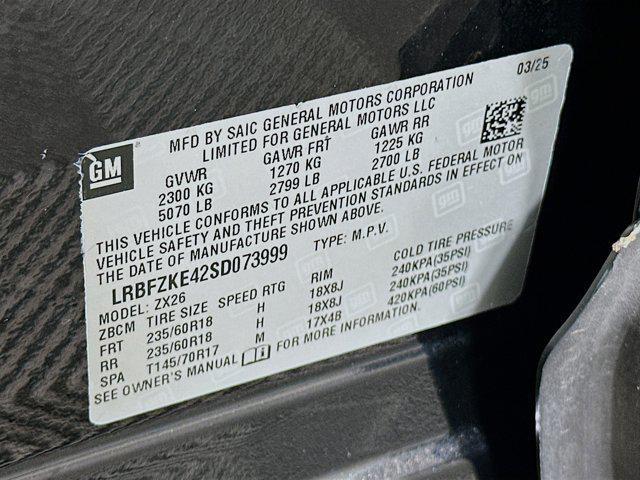 03/25
MFD BY SAIC GENERAL MOTORS CORPORATION
LIMITED FOR GENERAL MOTORS LLC
GM
GVWR GAWR FRT GAWR RR
2300 KG 1270 KG 1225 KG
5070 LB 2799 LB 2700 LB
THIS VEHICLE CONFORMS TO ALL APPLICABLE U.S. FEDERAL MOTOR
VEHICLE SAFETY AND THEFT PREVENTION STANDARDS IN EFFECT ON
THE DATE OF MANUFACTURE SHOWN ABOVE.
LRBFZKE42SD073999 TYPE: M.P.V.
MODEL: ZX26
ZBCM TIRE SIZE SPEED RTG RIM COLD TIRE PRESSURE
FRT 235/60R18 H 18X8J 240KPA(35PSI)
RR 235/60R18 H 18X8J 240KPA(35PSI)
SPA T145/70R17 M 17X4B 420KPA(60PSI)
SEE OWNER'S MANUAL FOR MORE INFORMATION.